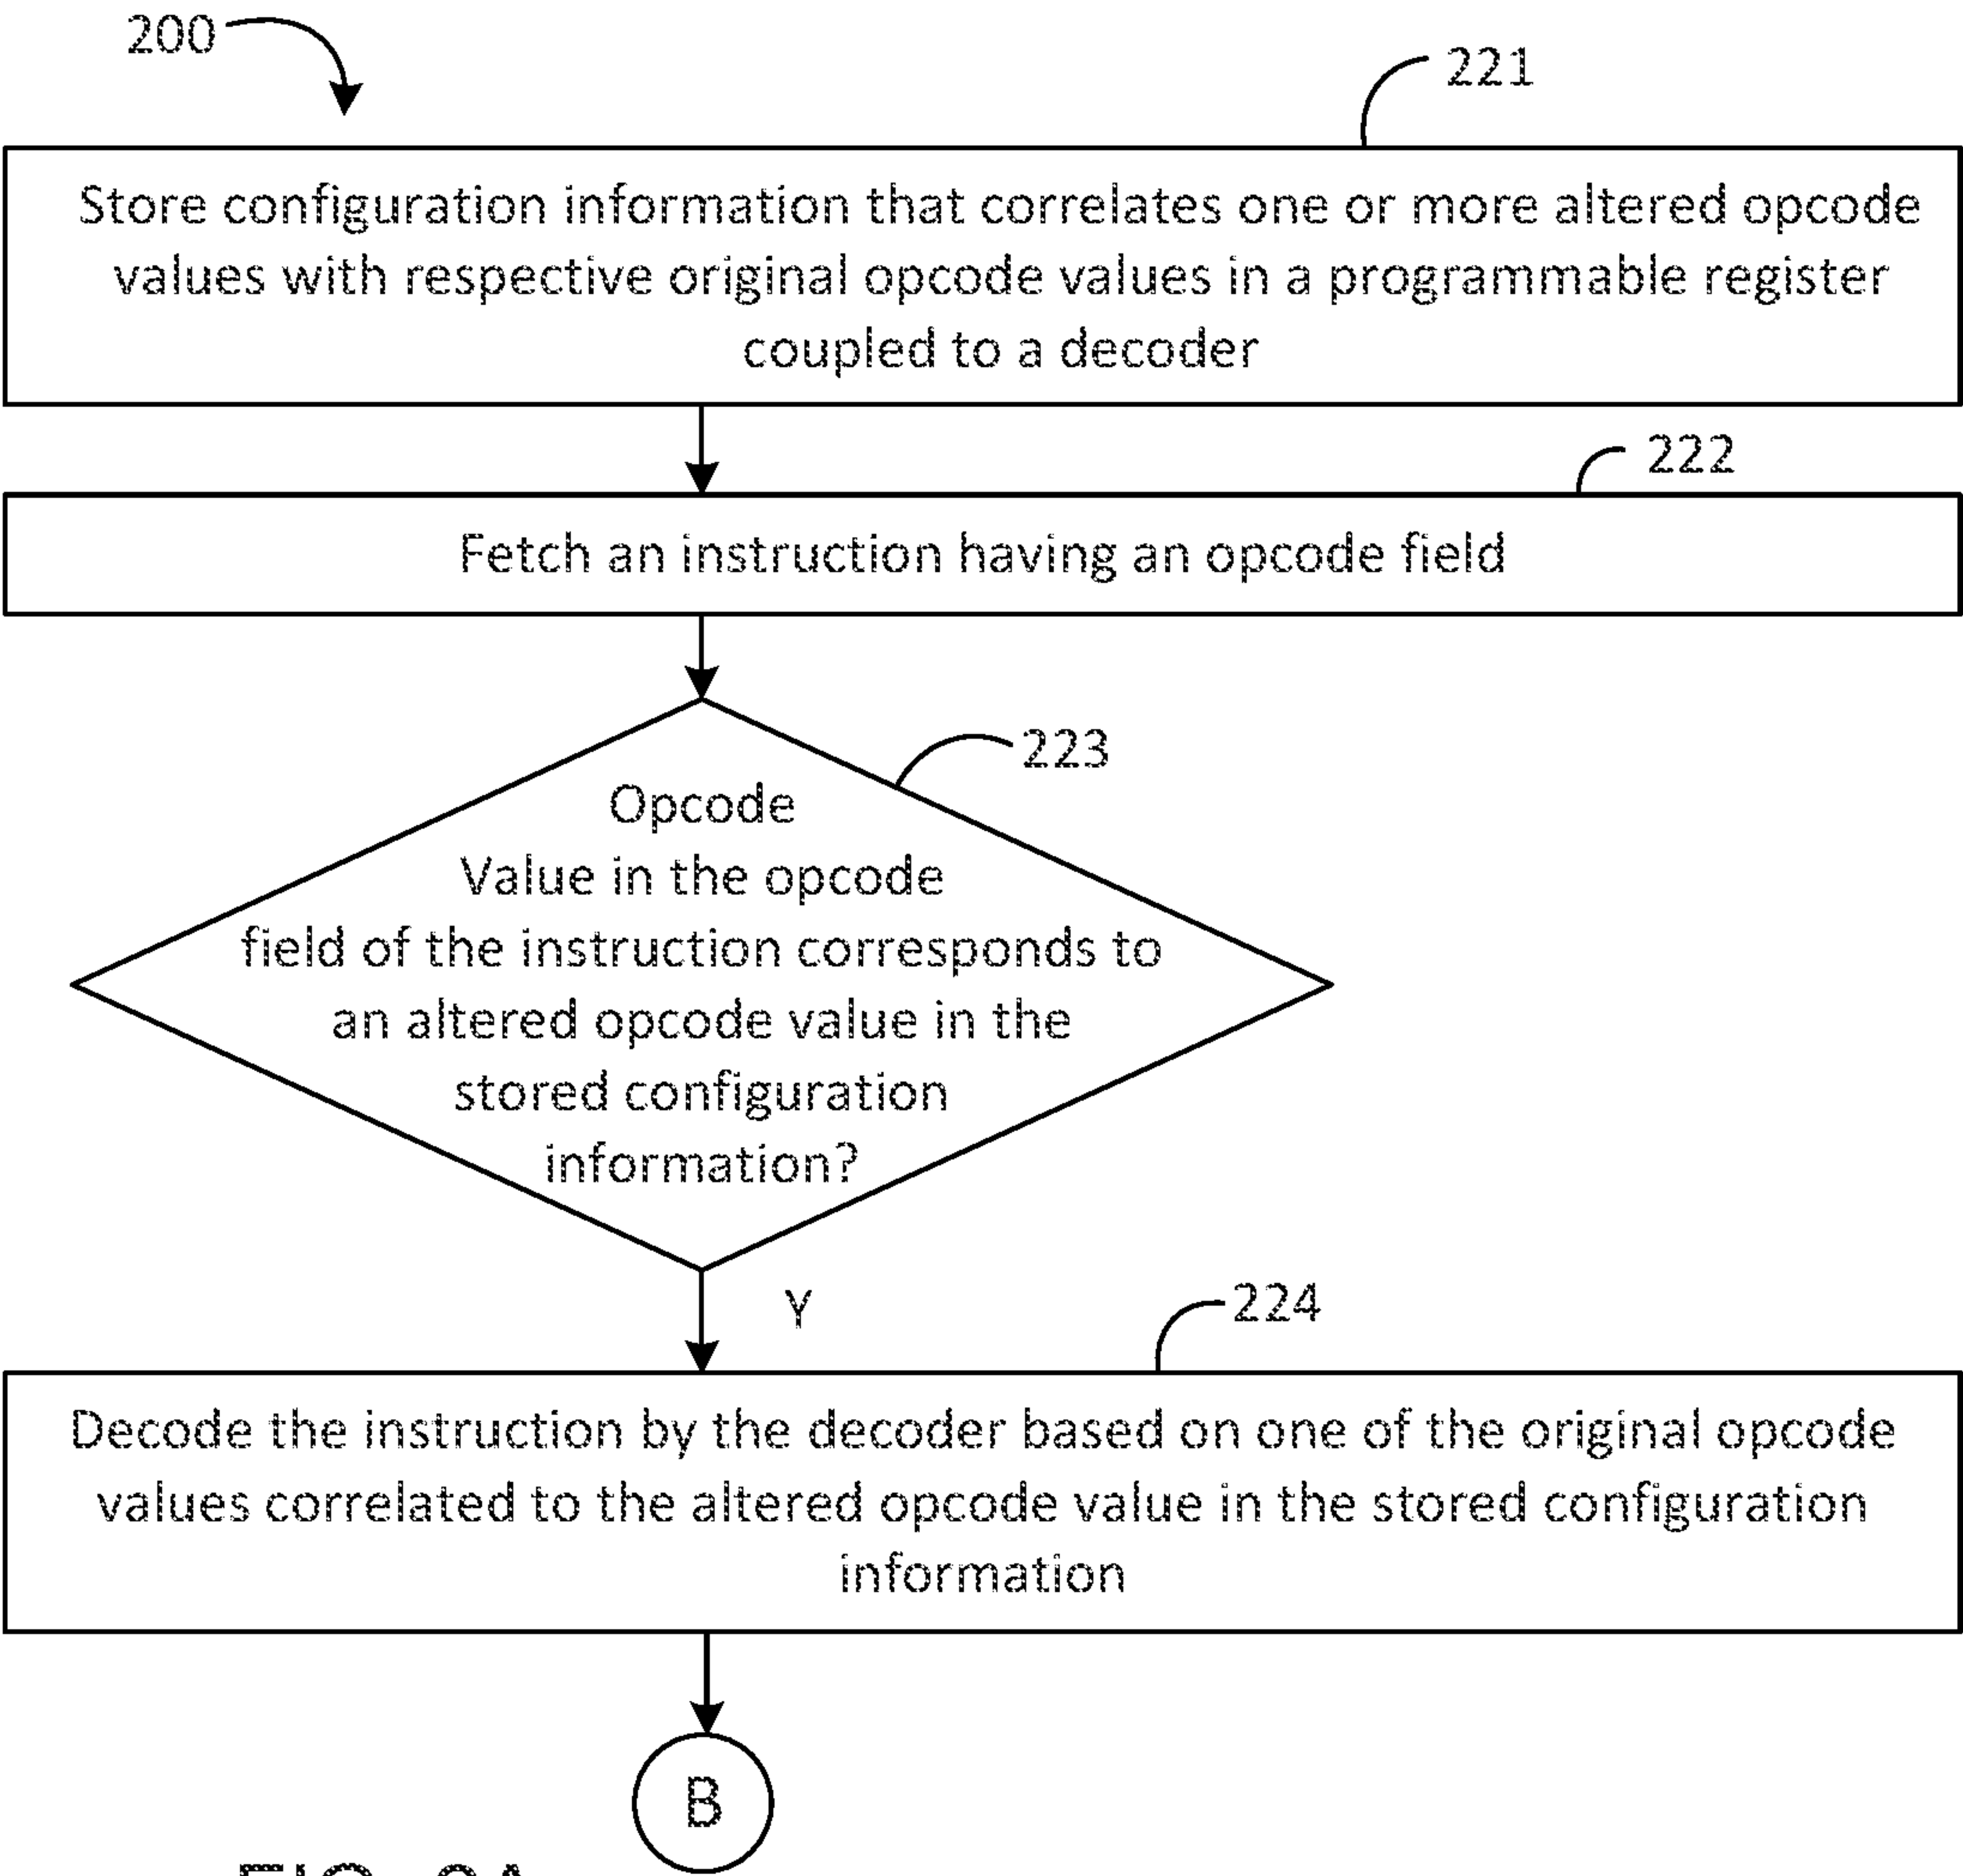 200
221
Store configuration information that correlates one or more altered opcode
values with respective original opcode values in a programmable register
coupled to a decoder
222
Fetch an instruction having an opcode field
223
Opcode
Value in the opcode
field of the instruction corresponds to
an altered opcode value in the
stored configuration
information?
Y
224
Decode the instruction by the decoder based on one of the original opcode
values correlated to the altered opcode value in the stored configuration
information
B